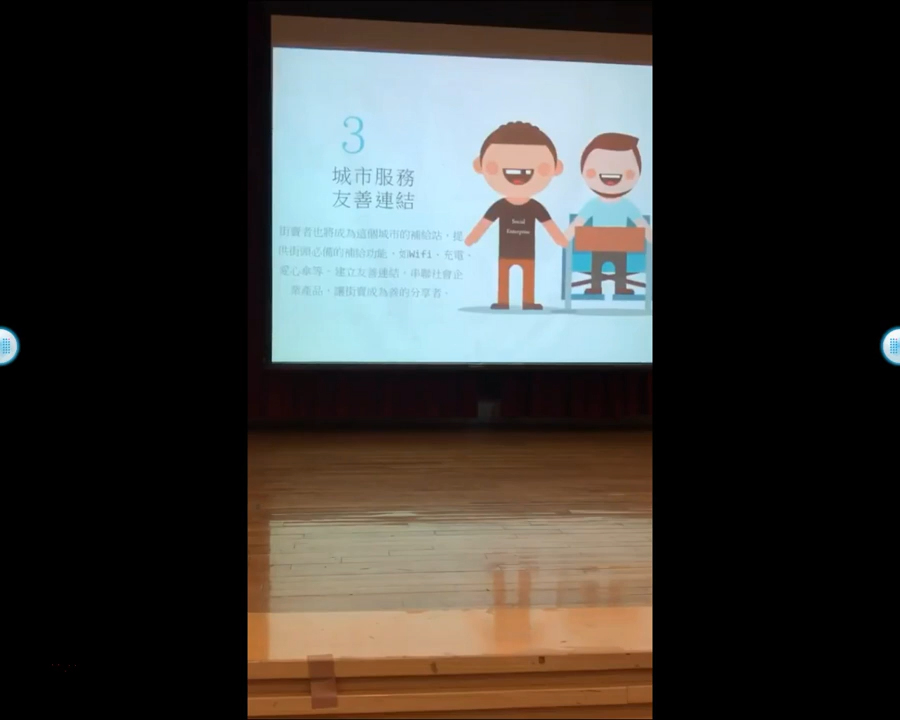 3
城市服務
友善連結
街賣者也將成為這個城市的補給站，提
供街頭必備的補給功能，如Wifi、充電、
愛心傘等，建立友善連結，串聯社會企
業產品，讓街賣成為善的分享者。
Social
Enterprise